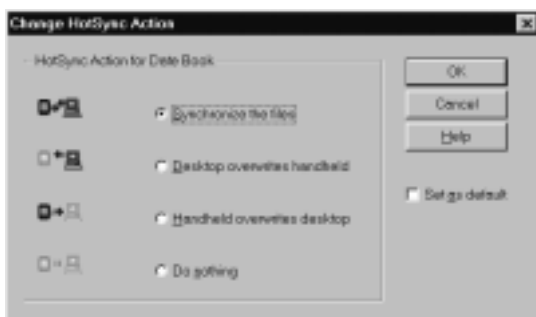 Change HotSync Action
HotSync Action for Date Book
Synchronize the files
Desktop overwrites handheld
Handheld overwrites desktop
Do nothing
OK
Cancel
Help
Set as default